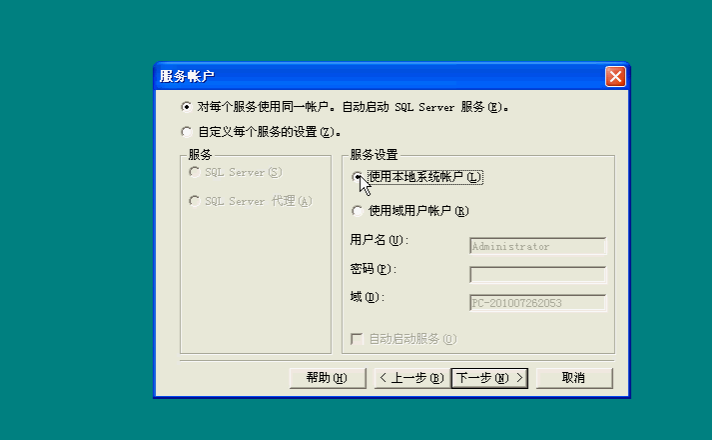 服务帐户
对每个服务使用同一帐户。自动启动 SQL Server 服务(E)。
自定义每个服务的设置(Z)。
服务
SQL Server(S)
SQL Server 代理(A)
服务设置
使用本地系统帐户(L)
使用域用户帐户(R)
用户名(U):
Administrator
密码(P):
域(D):
PC-201007262053
自动启动服务(O)
帮助(H)
< 上一步(B)
下一步(N) >
取消